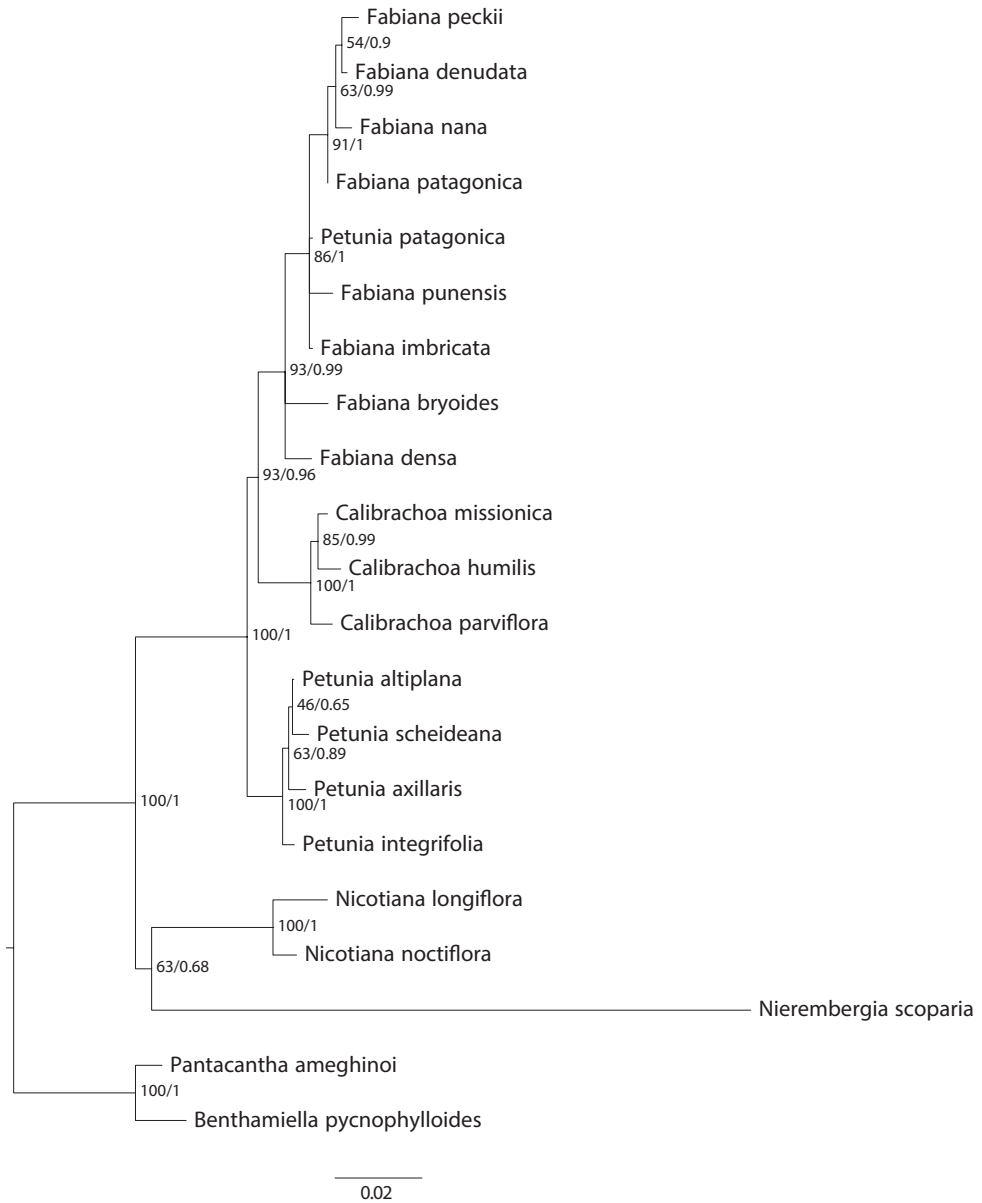 Fabiana peckii
54/0.9
Fabiana denudata
63/0.99
Fabiana nana
91/1
Fabiana patagonica
Petunia patagonica
86/1
Fabiana punensis
Fabiana imbricata
93/0.99
Fabiana bryoides
Fabiana densa
93/0.96
Calibrachoa missionica
85/0.99
Calibrachoa humilis
100/1
Calibrachoa parviflora
100/1
Petunia altiplana
46/0.65
Petunia scheideana
63/0.89
Petunia axillaris
100/1
100/1
Petunia integrifolia
Nicotiana longiflora
100/1
Nicotiana noctiflora
63/0.68
Nierembergia scoparia
Pantacantha ameghinoi
100/1
Benthamiella pycnophylloides
0.02